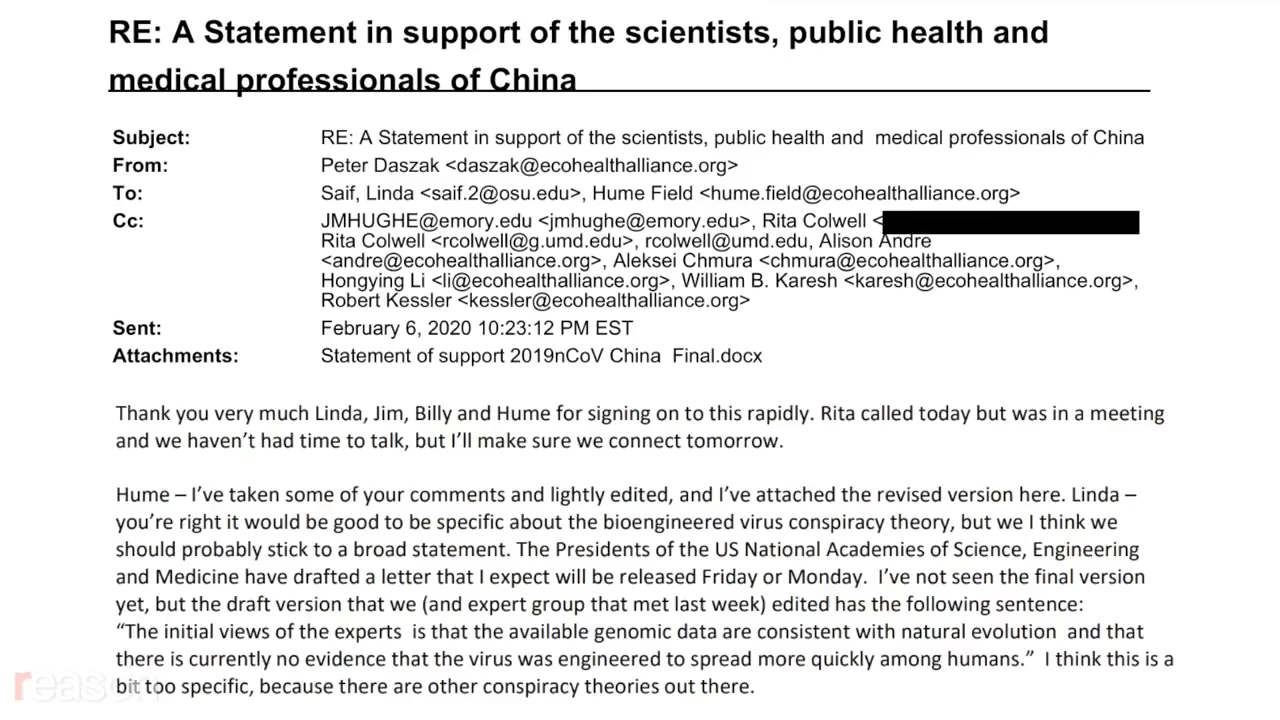 RE: A Statement in support of the scientists, public health and
medical professionals of China
Subject: RE: A Statement in support of the scientists, public health and  medical professionals of China
From: Peter Daszak <daszak@ecohealthalliance.org>
To: Saif, Linda <saif.2@osu.edu>, Hume Field <hume.field@ecohealthalliance.org>
Cc: JMHUGHE@emory.edu <jmhughe@emory.edu>, Rita Colwell <
Rita Colwell <rcolwell@g.umd.edu>, rcolwell@umd.edu, Alison Andre
<andre@ecohealthalliance.org>, Aleksei Chmura <chmura@ecohealthalliance.org>,
Hongying Li <li@ecohealthalliance.org>, William B. Karesh <karesh@ecohealthalliance.org>,
Robert Kessler <kessler@ecohealthalliance.org>
Sent: February 6, 2020 10:23:12 PM EST
Attachments: Statement of support 2019nCoV China  Final.docx
Thank you very much Linda, Jim, Billy and Hume for signing on to this rapidly. Rita called today but was in a meeting
and we haven't had time to talk, but I'll make sure we connect tomorrow.
Hume – I've taken some of your comments and lightly edited, and I've attached the revised version here. Linda –
you're right it would be good to be specific about the bioengineered virus conspiracy theory, but we I think we
should probably stick to a broad statement. The Presidents of the US National Academies of Science, Engineering
and Medicine have drafted a letter that I expect will be released Friday or Monday.  I've not seen the final version
yet, but the draft version that we (and expert group that met last week) edited has the following sentence:
“The initial views of the experts  is that the available genomic data are consistent with natural evolution  and that
there is currently no evidence that the virus was engineered to spread more quickly among humans.”  I think this is a
bit too specific, because there are other conspiracy theories out there.
reason